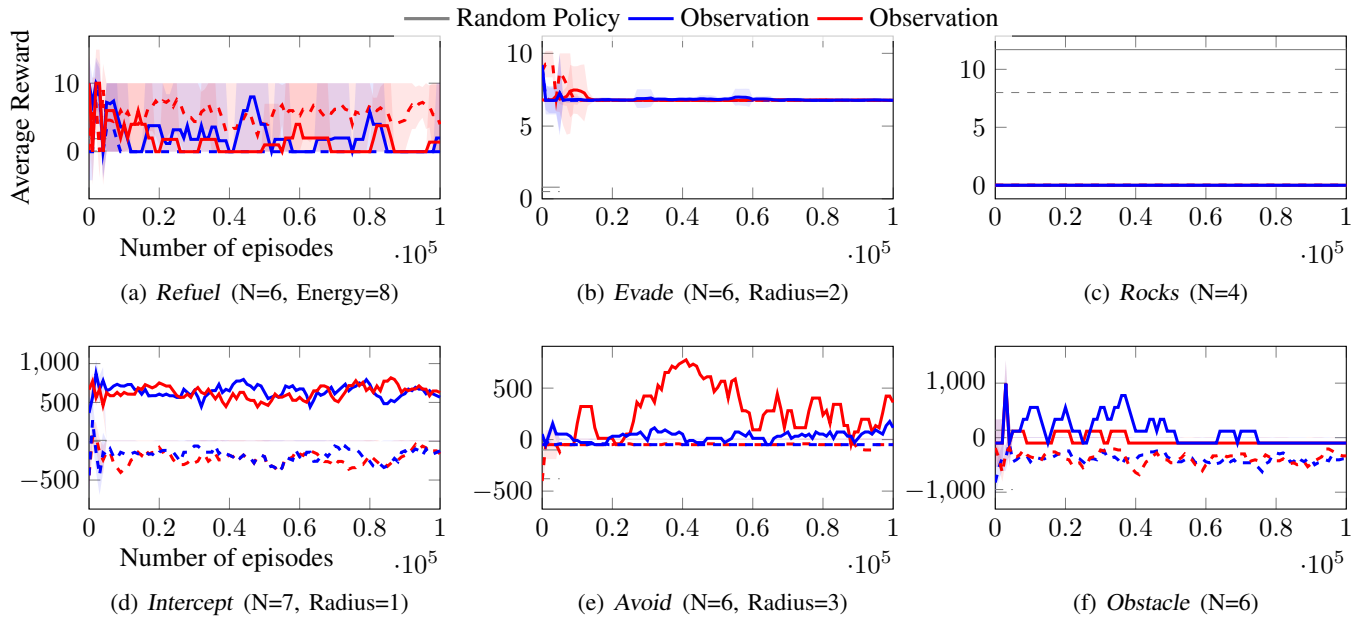 Random Policy Observation Observation
Average Reward
10
0
0 0.2 0.4 0.6 0.8 1
Number of episodes
·10^5
(a) Refuel (N=6, Energy=8)
10
5
0
0 0.2 0.4 0.6 0.8 1
·10^5
(b) Evade (N=6, Radius=2)
10
5
0
0 0.2 0.4 0.6 0.8 1
·10^5
(c) Rocks (N=4)
1,000
500
0
−500
0 0.2 0.4 0.6 0.8 1
Number of episodes
·10^5
(d) Intercept (N=7, Radius=1)
500
0
−500
0 0.2 0.4 0.6 0.8 1
·10^5
(e) Avoid (N=6, Radius=3)
1,000
0
−1,000
0 0.2 0.4 0.6 0.8 1
·10^5
(f) Obstacle (N=6)